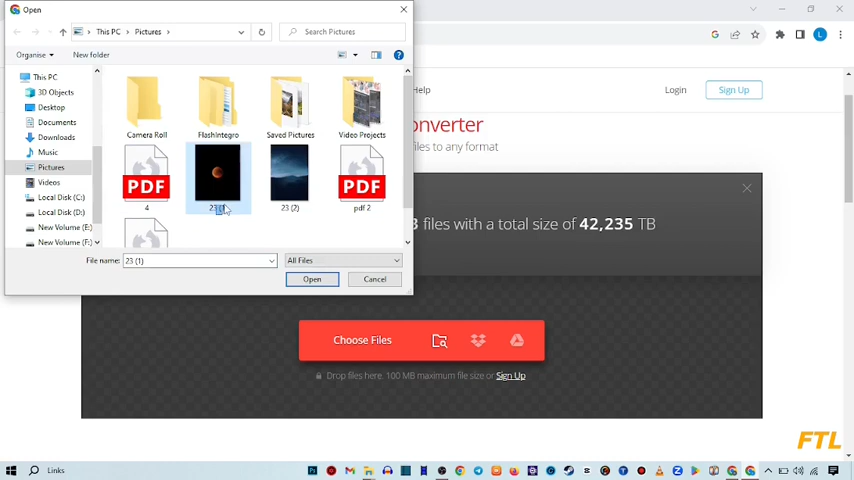 Open
This PC
Pictures
Search Pictures
Organise
New folder
This PC
3D Objects
Desktop
Documents
Downloads
Music
Pictures
Videos
Local Disk (C:)
Local Disk (D:)
New Volume (E:)
New Volume (F:)
Camera Roll
FlashIntegro
Saved Pictures
Video Projects
PDF
4
23 (1)
23 (2)
PDF
pdf 2
File name:
23 (1)
All Files
Open
Cancel
L
Help
Login
Sign Up
onverter
files to any format
files with a total size of 42,235 TB
Choose Files
Drop files here. 100 MB maximum file size or Sign Up
FTL
Links